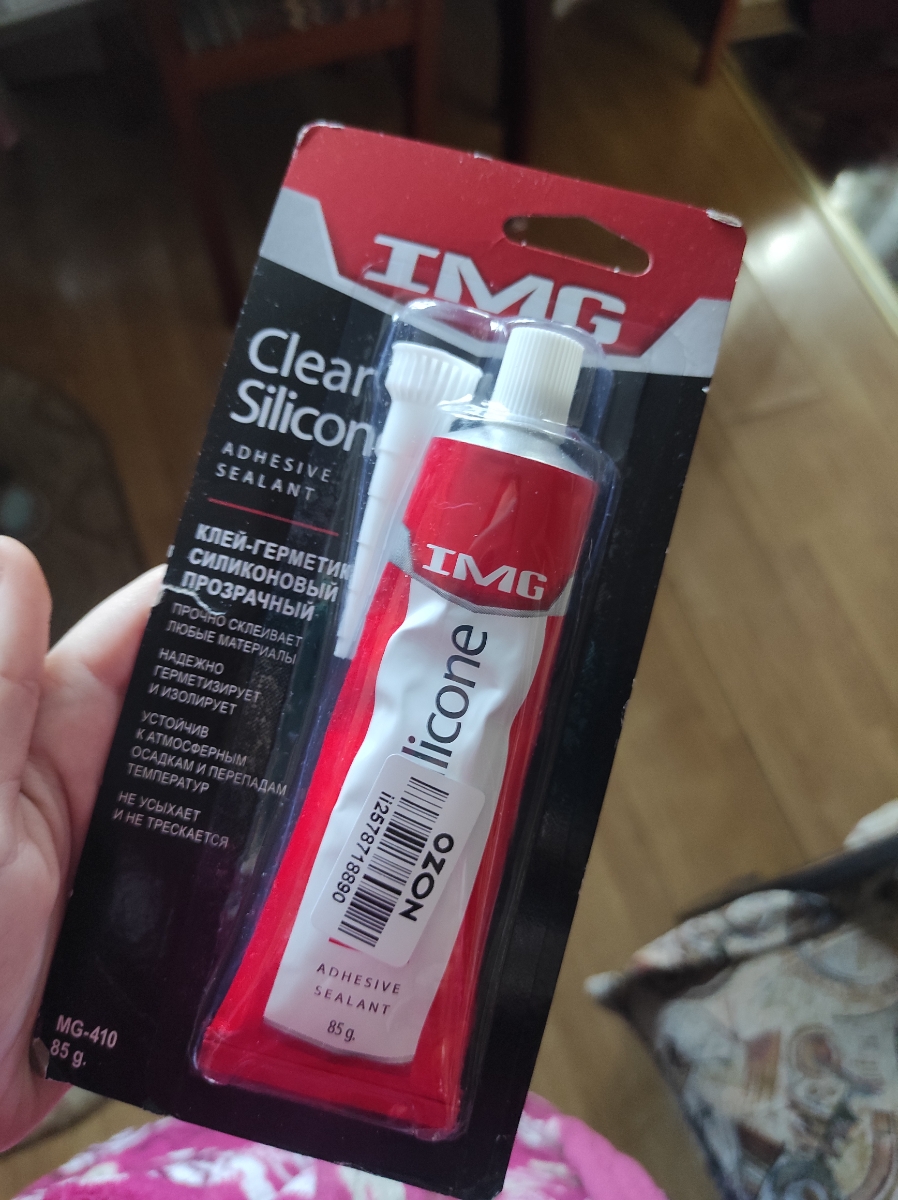 IMG
Clear
Silicon
ADHESIVE
SEALANT
КЛЕЙ-ГЕРМЕТИК
СИЛИКОНОВЫЙ
ПРОЗРАЧНЫЙ
ПРОЧНО СКЛЕИВАЕТ
ЛЮБЫЕ МАТЕРИАЛЫ
НАДЕЖНО
ГЕРМЕТИЗИРУЕТ
И ИЗОЛИРУЕТ
УСТОЙЧИВ
К АТМОСФЕРНЫМ
ОСАДКАМ И ПЕРЕПАДАМ
ТЕМПЕРАТУР
НЕ УСЫХАЕТ
И НЕ ТРЕСКАЕТСЯ
MG-410
85 g.
IMG
licone
OZON
ii2578718890
ADHESIVE
SEALANT
85 g.